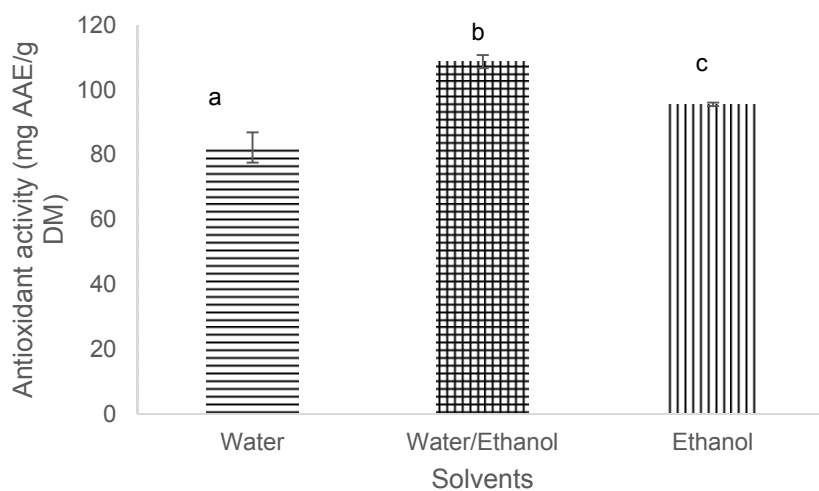 Antioxidant activity (mg AAE/g
DM)
120
100
80
60
40
20
0
a
b
c
Water
Water/Ethanol
Ethanol
Solvents